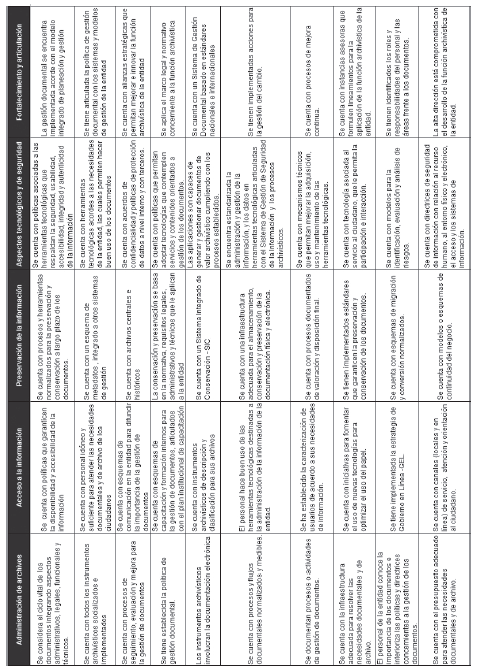 Administración de archivos
Se considera el ciclo vital de los
documentos integrando aspectos
administrativos, legales, funcionales y
técnicos
Se cuenta con todos los instrumentos
archivísticos socializados e
implementados
Se cuenta con procesos de
seguimiento, evaluación y mejora para
la gestión de documentos
Se tiene establecida la política de
gestión documental
Los instrumentos archivísticos
involucran la documentación electrónica
Se cuenta con procesos y flujos
documentales normalizados y medibles.
Se documentan procesos o actividades
de gestión de documentos.
Se cuenta con la infraestructura
adecuada para resolver las
necesidades documentales y de
archivo.
El personal de la entidad conoce la
importancia de los documentos e
interioriza las políticas y directrices
concernientes a la gestión de los
documentos.
Se cuenta con el presupuesto adecuado
para atender las necesidades
documentales y de archivo.
Acceso a la información
Se cuenta con políticas que garanticen
la disponibilidad y accesibilidad de la
información
Se cuenta con personal idóneo y
suficiente para atender las necesidades
documentales y de archivo de los
ciudadanos
Se cuenta con esquemas de
comunicación en la entidad para difundir
la importancia de la gestión de
documentos
Se cuenta con esquemas de
capacitación y formación internos para
la gestión de documentos, articulados
con el plan institucional de capacitación
Se cuenta con instrumentos
archivísticos de descripción y
clasificación para sus archivos
El personal hace buen uso de las
herramientas tecnológicas destinadas a
la administración de la información de la
entidad.
Se ha establecido la caracterización de
usuarios de acuerdo a sus necesidades
de información
Se cuenta con iniciativas para fomentar
el uso de nuevas tecnologías para
optimizar el uso del papel.
Se tiene implementada la estrategia de
Gobierno en Línea -GEL
Se cuenta con canales (locales y en
línea) de servicio, atención y orientación
al ciudadano.
Preservación de la información
Se cuenta con procesos y herramientas
normalizados para la preservación y
conservación a largo plazo de los
documentos
Se cuenta con un esquema de
metadatos, integrado a otros sistemas
de gestión
Se cuenta con archivos centrales e
históricos
La conservación y preservación se basa
en la normativa, requisitos legales,
administrativos y técnicos que le aplican
a la entidad
Se cuenta con un Sistema Integrado de
Conservación - SIC
Se cuenta con una infraestructura
adecuada para el almacenamiento,
conservación y preservación de la
documentación física y electrónica.
Se cuenta con procesos documentados
de valoración y disposición final
Se tienen implementados estándares
que garanticen la preservación y
conservación de los documentos.
Se cuenta con esquemas de migración
y conversión normalizados
Se cuenta con modelos o esquemas de
continuidad del negocio.
Aspectos tecnológicos y de seguridad
Se cuenta con políticas asociadas a las
herramientas tecnológicas que
respaldan la seguridad, usabilidad,
accesibilidad, integridad y autenticidad
de la información
Se cuenta con herramientas
tecnológicas acordes a las necesidades
de la entidad, las cuales permiten hacer
buen uso de los documentos
Se cuenta con acuerdos de
confidencialidad y políticas de protección
de datos a nivel interno y con terceros
Se cuenta con políticas que permitan
adoptar tecnologías que contemplen
servicios y contenidos orientados a
gestión de los documentos
Las aplicaciones son capaces de
generar y gestionar documentos de
valor archivístico cumpliendo con los
procesos establecidos
Se encuentra estandarizada la
administración y gestión de la
información y los datos en
herramientas tecnológicas articuladas
con el Sistema de Gestión de Seguridad
de la información y los procesos
archivísticos
Se cuenta con mecanismos técnicos
que permitan mejorar la adquisición,
uso y mantenimiento de las
herramientas tecnológicas.
Se cuenta con tecnología asociada al
servicio al ciudadano, que le permita la
participación e interacción.
Se cuenta con modelos para la
identificación, evaluación y análisis de
riesgos.
Se cuenta con directrices de seguridad
de información con relación al recurso
humano, al entorno físico y electrónico,
el acceso y los sistemas de
información.
Fortalecimiento y articulación
La gestión documental se encuentra
implementada acorde con el modelo
integrado de planeación y gestión
Se tiene articulada la política de gestión
documental con los sistemas y modelos
de gestión de la entidad
Se cuenta con alianzas estratégicas que
permitan mejorar e innovar la función
archivística de la entidad
Se aplica el marco legal y normativo
concerniente a la función archivística
Se cuenta con un Sistema de Gestión
Documental basado en estándares
nacionales e internacionales
Se tienen implementadas acciones para
la gestión del cambio.
Se cuenta con procesos de mejora
continua
Se cuenta con instancias asesoras que
formulen lineamientos para la
aplicación de la función archivística de la
entidad.
Se tienen identificados los roles y
responsabilidades del personal y las
áreas frente a los documentos.
La alta dirección está comprometida con
el desarrollo de la función archivística de
la entidad.